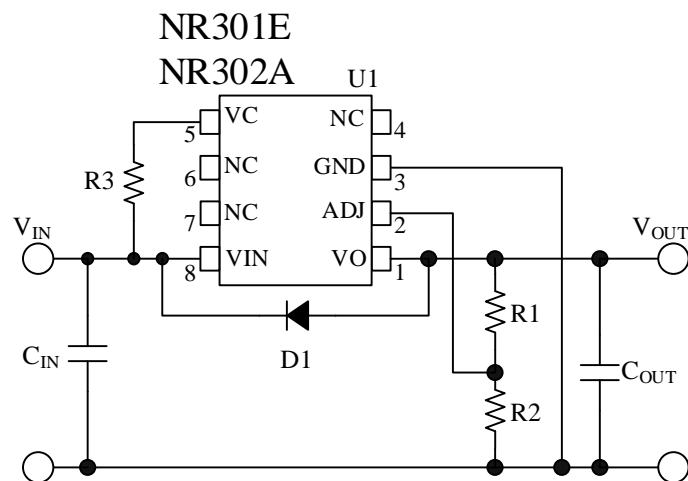 NR301E
NR302A
U1
VC
NC
5
4
NC
GND
R3
6
3
NC
ADJ
7
2
V_IN
V_OUT
VIN
VO
8
1
R1
C_IN
D1
C_OUT
R2